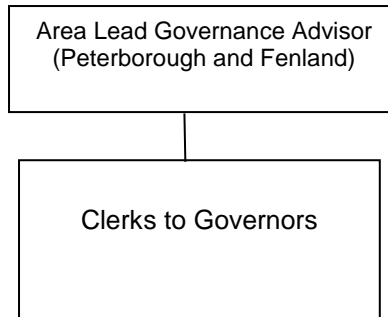 Area Lead Governance Advisor
(Peterborough and Fenland)
Clerks to Governors